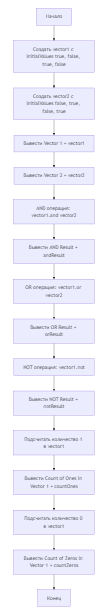 Начало
Создать vector1 с
initialValues true, false,
true, false
Создать vector2 с
initialValues true, true,
false, true
Вывести Vector 1 + vector1
Вывести Vector 2 + vector2
AND операция:
vector1.and vector2
Вывести AND Result +
andResult
OR операция: vector1.or
vector2
Вывести OR Result +
orResult
NOT операция: vector1.not
Вывести NOT Result +
notResult
Подсчитать количество 1
в vector1
Вывести Count of Ones in
Vector 1 + countOnes
Подсчитать количество 0
в vector1
Вывести Count of Zeros in
Vector 1 + countZeros
Конец